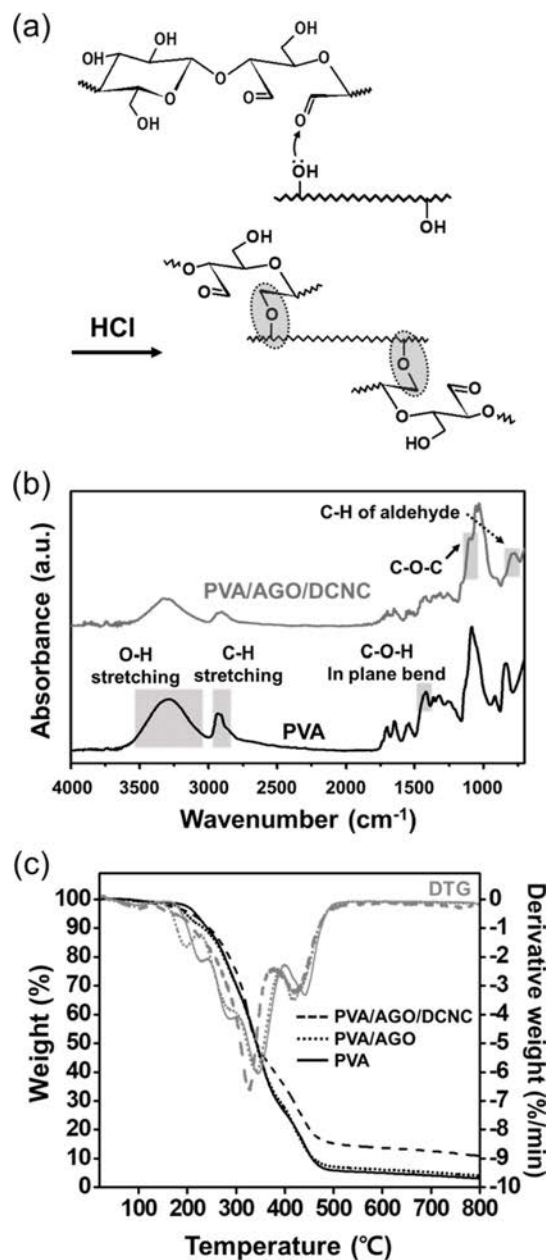 (a)
OH
OH
OH
O
O
O
OH
O
O
OH
ÖH
OH
HCl
OH
O
O
O
O
O
O
O
O
HO
(b)
C-H of aldehyde
C-O-C
PVA/AGO/DCNC
O-H
stretching
C-H
stretching
C-O-H
In plane bend
PVA
Absorbance (a.u.)
4000 3500 3000 2500 2000 1500 1000
Wavenumber (cm⁻¹)
(c)
DTG
100 0
90 -1
80 -2
70 -3
60 -4
50 -5
40 -6
30 -7
20 -8
10 -9
0 -10
PVA/AGO/DCNC
PVA/AGO
PVA
Weight (%)
Derivative weight (%/min)
100 200 300 400 500 600 700 800
Temperature (℃)